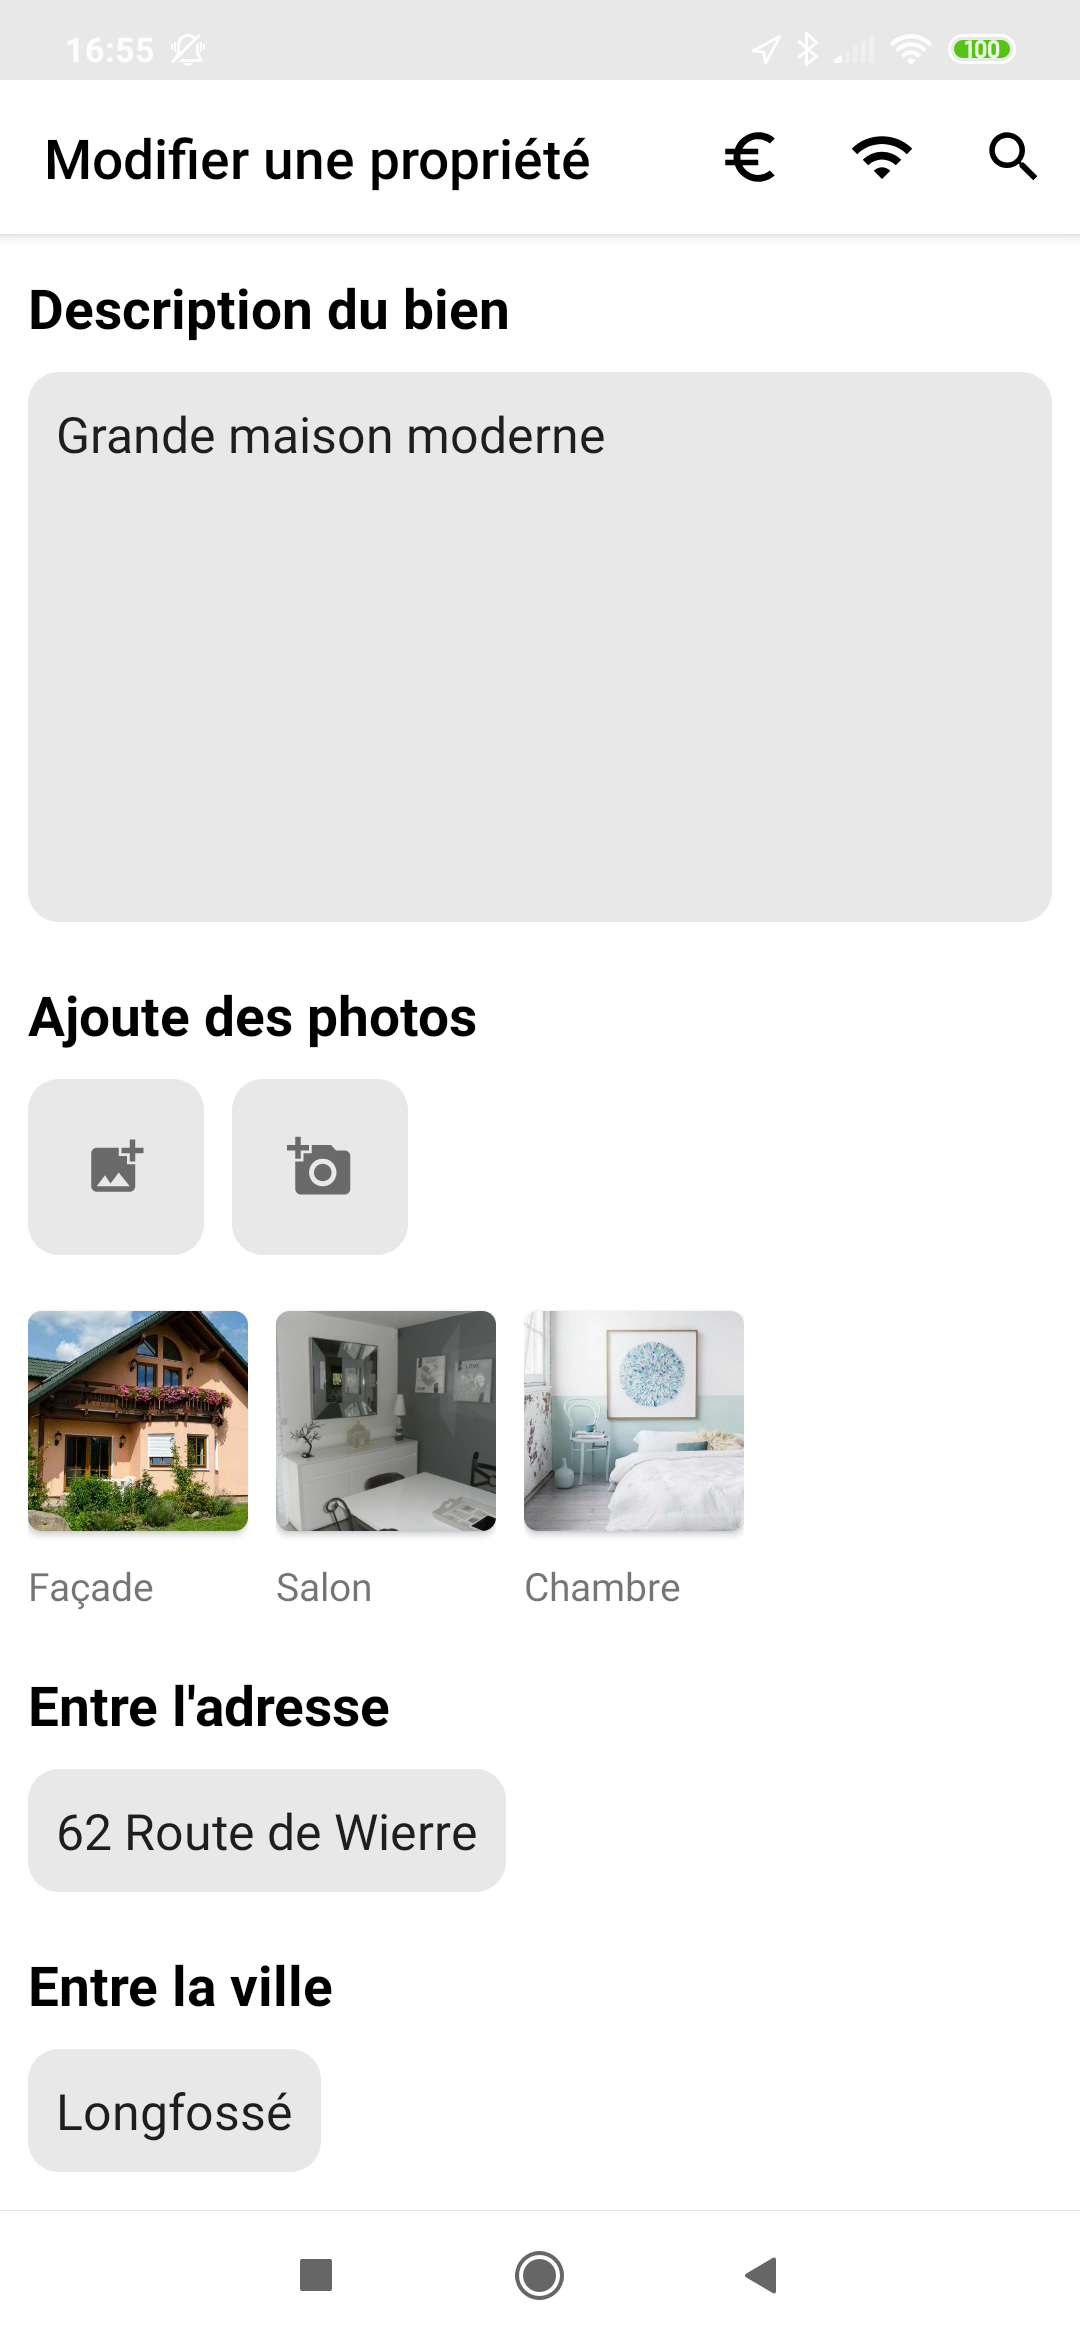 16:55
100
Modifier une propriété
€
Description du bien
Grande maison moderne
Ajoute des photos
Façade
Salon
Chambre
Entre l'adresse
62 Route de Wierre
Entre la ville
Longfossé